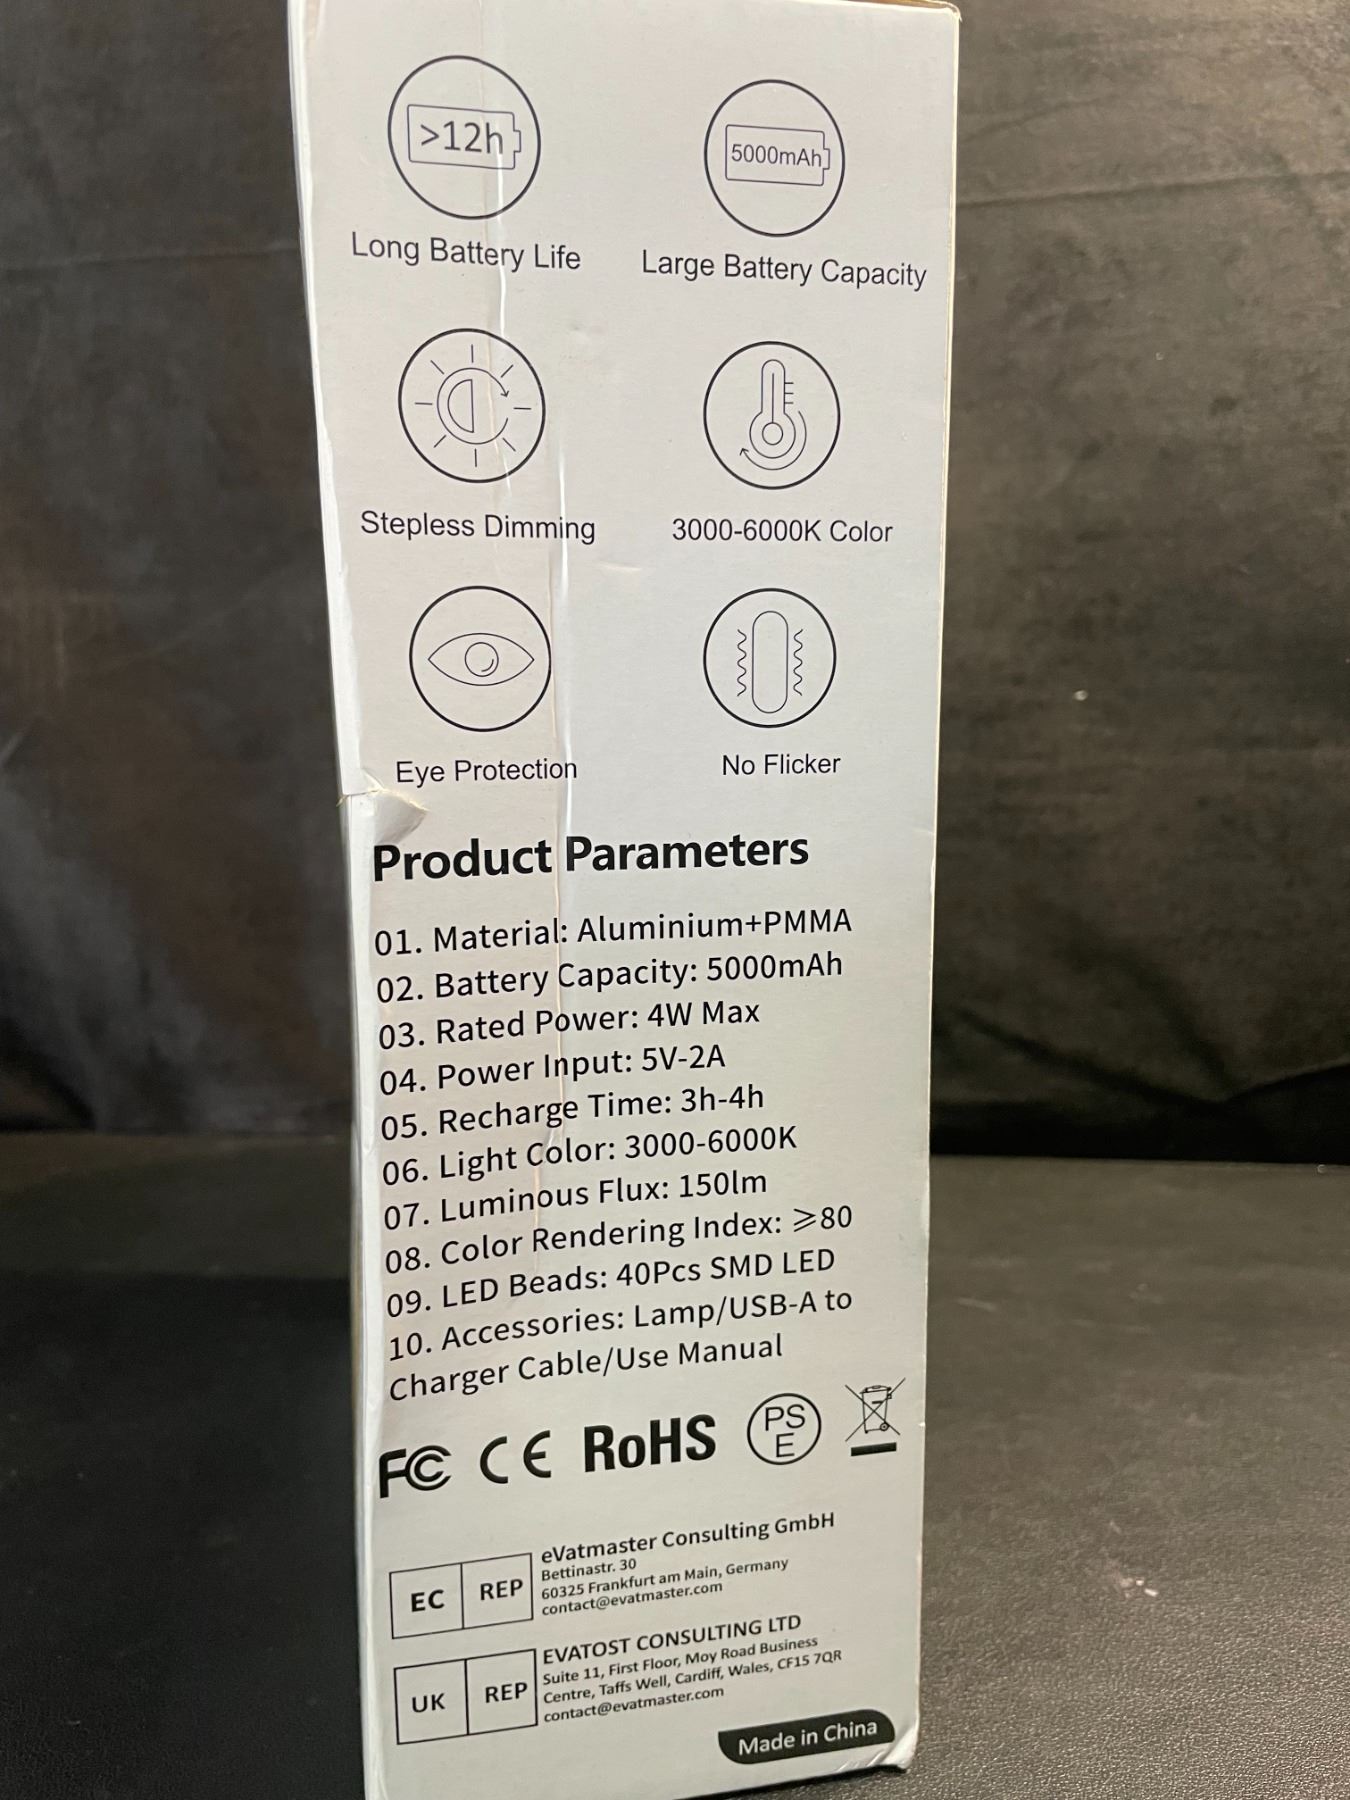 >12h
5000mAh
Long Battery Life
Large Battery Capacity
Stepless Dimming
3000-6000K Color
Eye Protection
No Flicker
Product Parameters
01. Material: Aluminium+PMMA
02. Battery Capacity: 5000mAh
03. Rated Power: 4W Max
04. Power Input: 5V-2A
05. Recharge Time: 3h-4h
06. Light Color: 3000-6000K
07. Luminous Flux: 150lm
08. Color Rendering Index: ⩾80
09. LED Beads: 40Pcs SMD LED
10. Accessories: Lamp/USB-A to
Charger Cable/Use Manual
FC CE RoHS PS
E
EC REP
eVatmaster Consulting GmbH
Bettinastr. 30
60325 Frankfurt am Main, Germany
contact@evatmaster.com
UK REP
EVATOST CONSULTING LTD
Suite 11, First Floor, Moy Road Business
Centre, Taffs Well, Cardiff, Wales, CF15 7QR
contact@evatmaster.com
Made in China